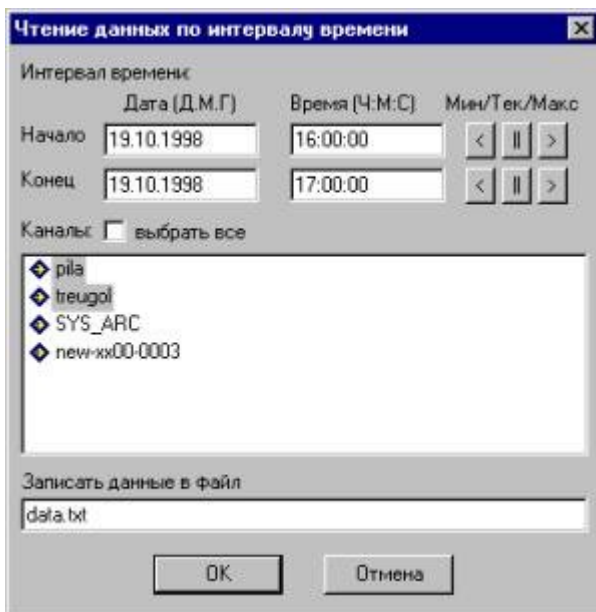 Чтение данных по интервалу времени
Интервал времени:
Дата (Д.М.Г) Время (Ч:М:С) Мин/Тек/Макс
Начало 19.10.1998 16:00:00 < || >
Конец 19.10.1998 17:00:00 < || >
Каналы: выбрать все
pila
treugol
SYS_ARC
new-xx00-0003
Записать данные в файл
data.txt
OK Отмена